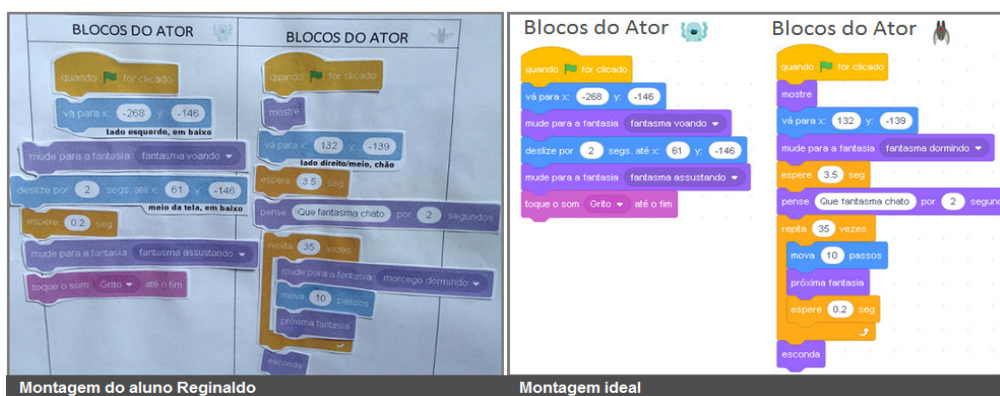 BLOCOS DO ATOR
quando for clicado
vá para x: -268 y: -146
lado esquerdo, em baixo
mude para a fantasia fantasma voando
deslize por 2 segs. até x: 61 y: -146
meio da tela, em baixo
espere 0.2 seg
mude para a fantasia fantasma assustando
toque o som Grito até o fim
BLOCOS DO ATOR
quando for clicado
mostre
vá para x: 132 y: -139
lado direito/meio, chão
espere 3.5 seg
pense Que fantasma chato por 2 segundos
repita 35 vezes
mude para a fantasia morcego dormindo
mova 10 passos
próxima fantasia
esconda
Montagem do aluno Reginaldo
Blocos do Ator
quando for clicado
vá para x: -268 y: -146
mude para a fantasia fantasma voando
deslize por 2 segs. até x: 61 y: -146
mude para a fantasia fantasma assustando
toque o som Grito até o fim
Blocos do Ator
quando for clicado
mostre
vá para x: 132 y: -139
mude para a fantasia fantasma dormindo
espere 3.5 seg
pense Que fantasma chato por 2 segundos
repita 35 vezes
mova 10 passos
próxima fantasia
espere 0.2 seg
esconda
Montagem ideal